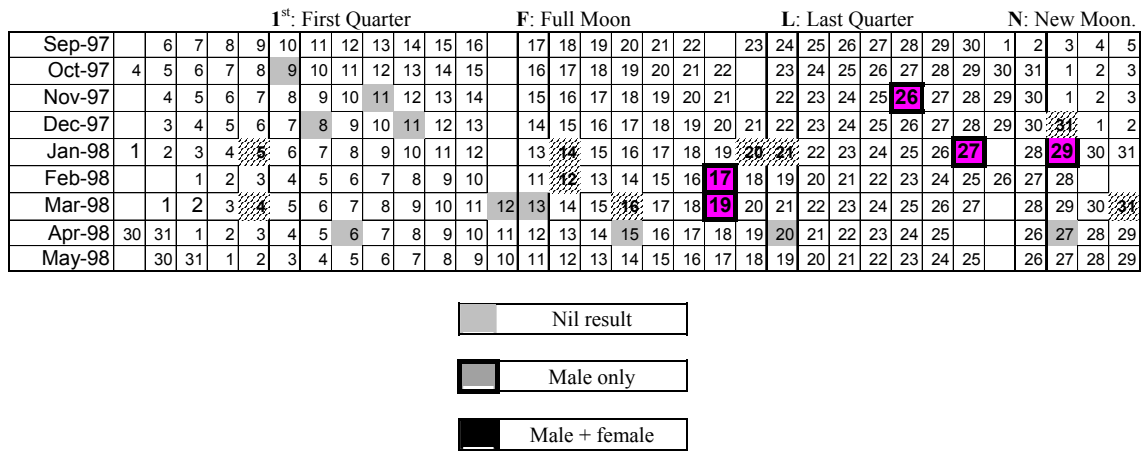 1st: First Quarter F: Full Moon L: Last Quarter N: New Moon.
Sep-97 6 7 8 9 10 11 12 13 14 15 16 17 18 19 20 21 22 23 24 25 26 27 28 29 30 1 2 3 4 5
Oct-97 4 5 6 7 8 9 10 11 12 13 14 15 16 17 18 19 20 21 22 23 24 25 26 27 28 29 30 31 1 2 3
Nov-97 4 5 6 7 8 9 10 11 12 13 14 15 16 17 18 19 20 21 22 23 24 25 26 27 28 29 30 1 2 3
Dec-97 3 4 5 6 7 8 9 10 11 12 13 14 15 16 17 18 19 20 21 22 23 24 25 26 27 28 29 30 31 1 2
Jan-98 1 2 3 4 5 6 7 8 9 10 11 12 13 14 15 16 17 18 19 20 21 22 23 24 25 26 27 28 29 30 31
Feb-98 1 2 3 4 5 6 7 8 9 10 11 12 13 14 15 16 17 18 19 20 21 22 23 24 25 26 27 28
Mar-98 1 2 3 4 5 6 7 8 9 10 11 12 13 14 15 16 17 18 19 20 21 22 23 24 25 26 27 28 29 30 31
Apr-98 30 31 1 2 3 4 5 6 7 8 9 10 11 12 13 14 15 16 17 18 19 20 21 22 23 24 25 26 27 28 29
May-98 30 31 1 2 3 4 5 6 7 8 9 10 11 12 13 14 15 16 17 18 19 20 21 22 23 24 25 26 27 28 29
Nil result
Male only
Male + female